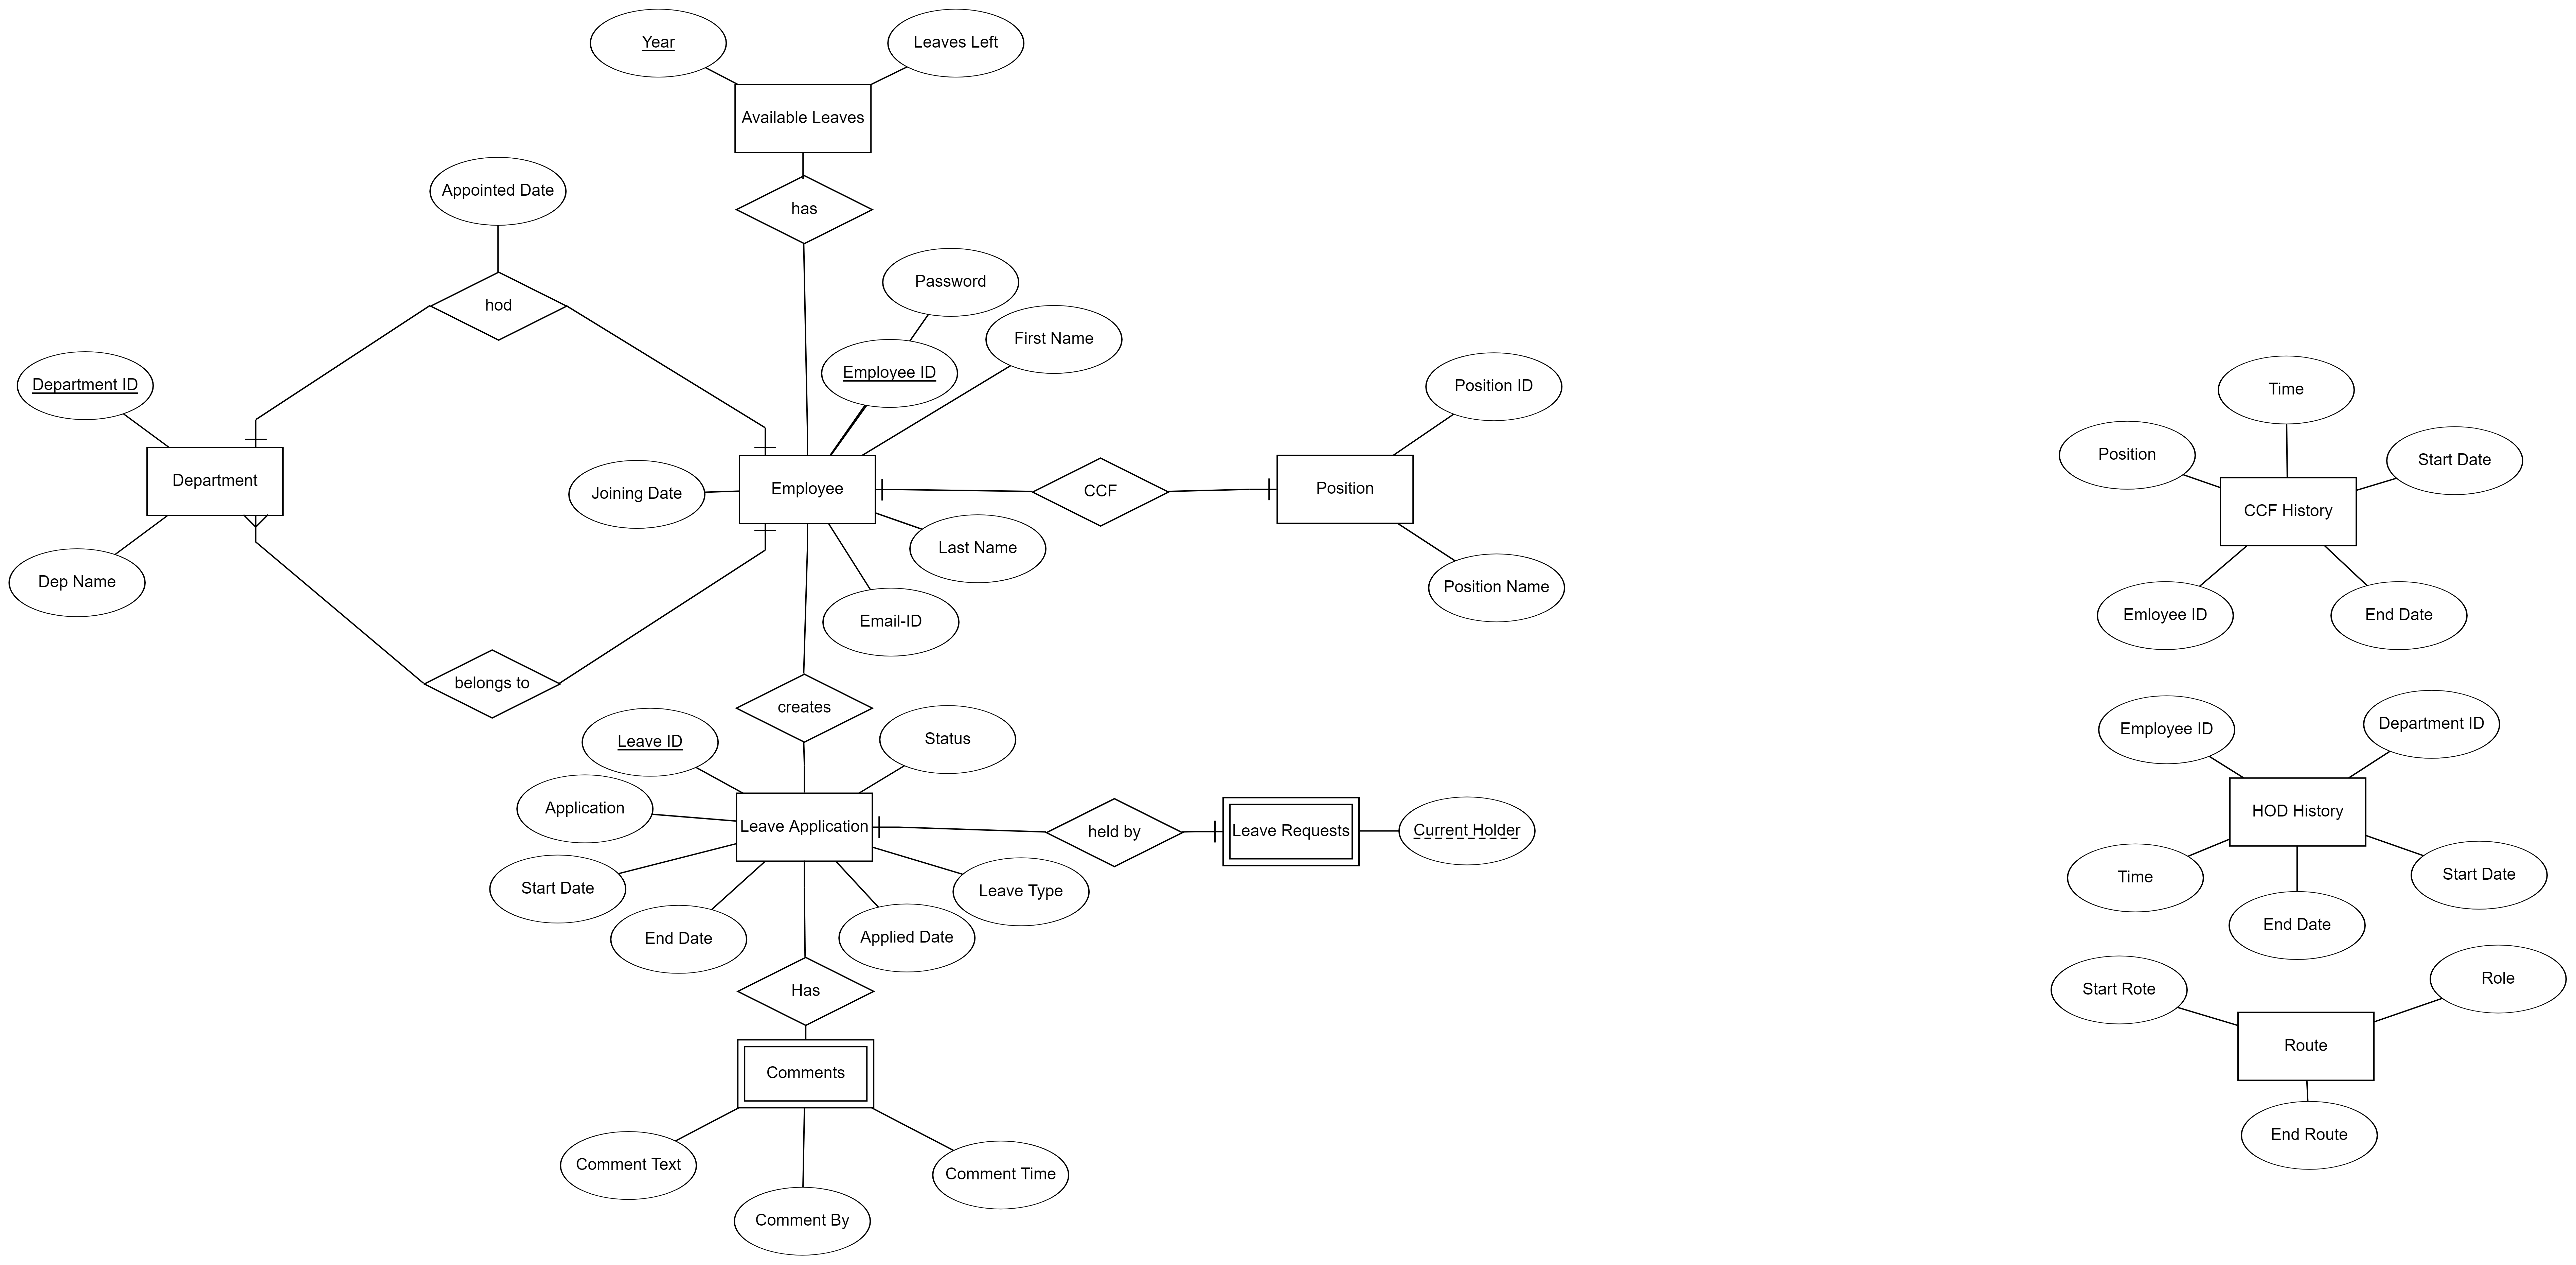 Year
Leaves Left
Available Leaves
Appointed Date
has
Password
hod
First Name
Employee ID
Department ID
Position ID
Time
Position
Start Date
Department
Joining Date
Employee
CCF
Position
CCF History
Last Name
Dep Name
Position Name
Email-ID
Emloyee ID
End Date
belongs to
creates
Leave ID
Status
Employee ID
Department ID
Application
Leave Application
held by
Leave Requests
Current Holder
HOD History
Start Date
Leave Type
Time
Start Date
End Date
Applied Date
End Date
Has
Start Rote
Role
Comments
Route
Comment Text
Comment Time
End Route
Comment By